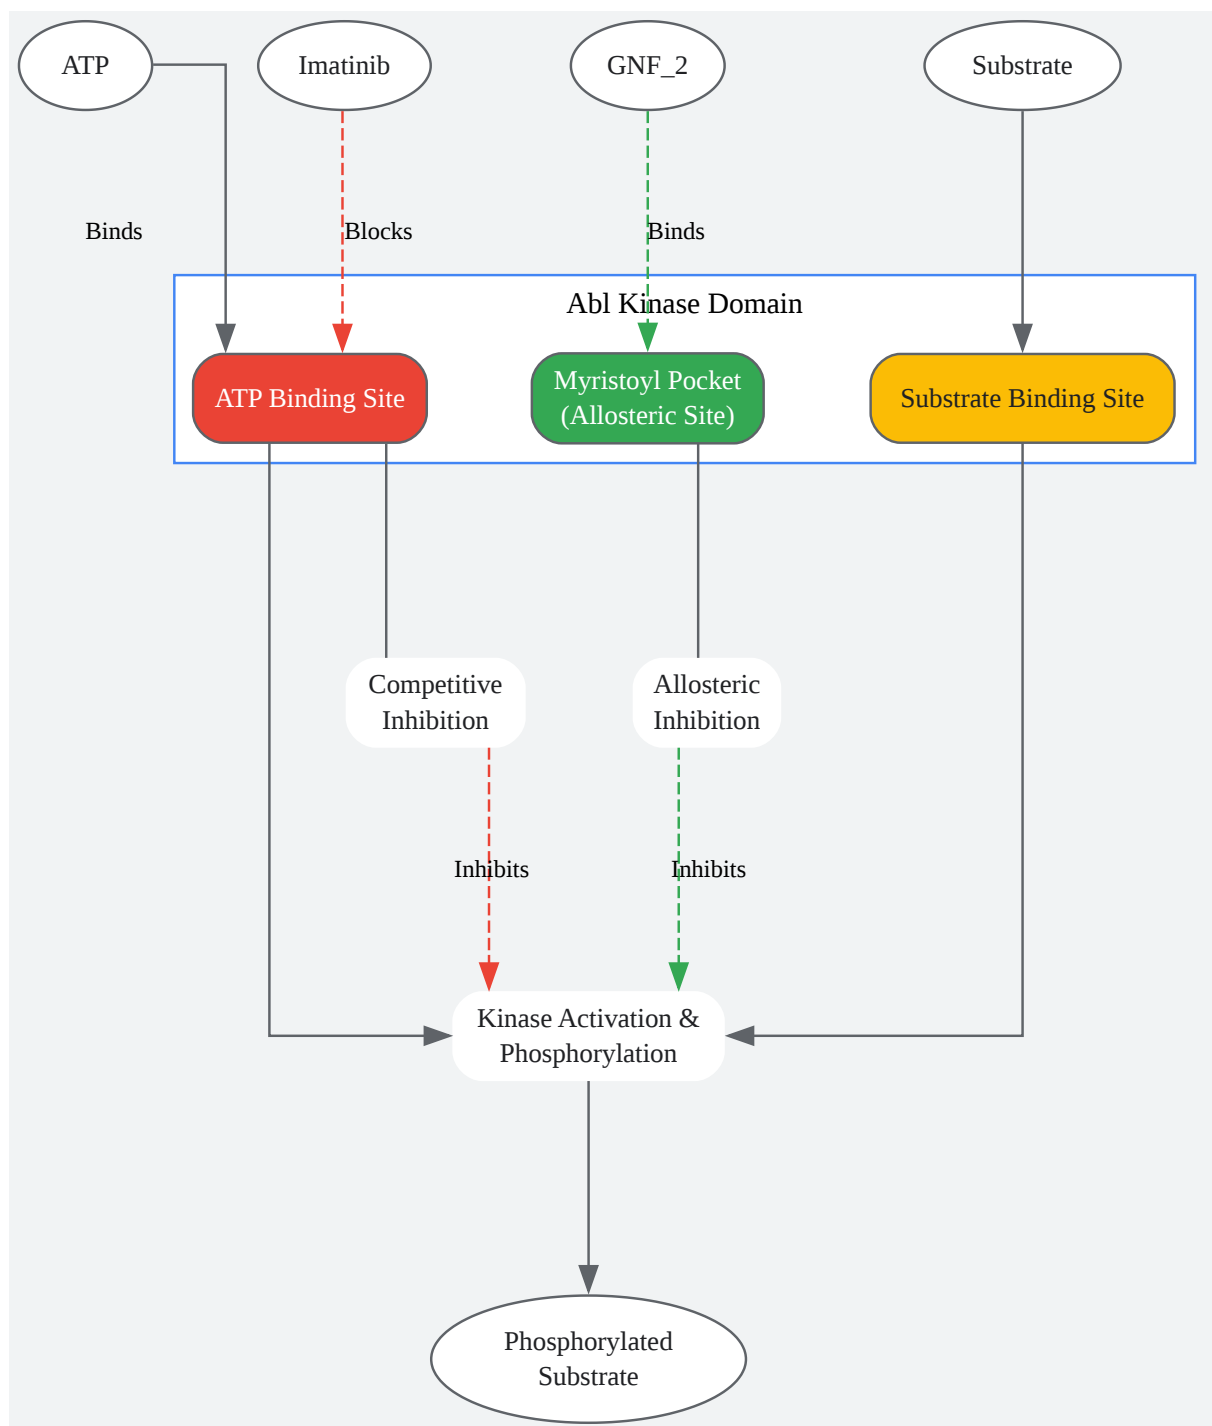 ATP
Imatinib
GNF_2
Substrate
Binds
Blocks
Binds
Abl Kinase Domain
ATP Binding Site
Myristoyl Pocket
(Allosteric Site)
Substrate Binding Site
Competitive
Inhibition
Allosteric
Inhibition
Inhibits
Inhibits
Kinase Activation &
Phosphorylation
Phosphorylated
Substrate